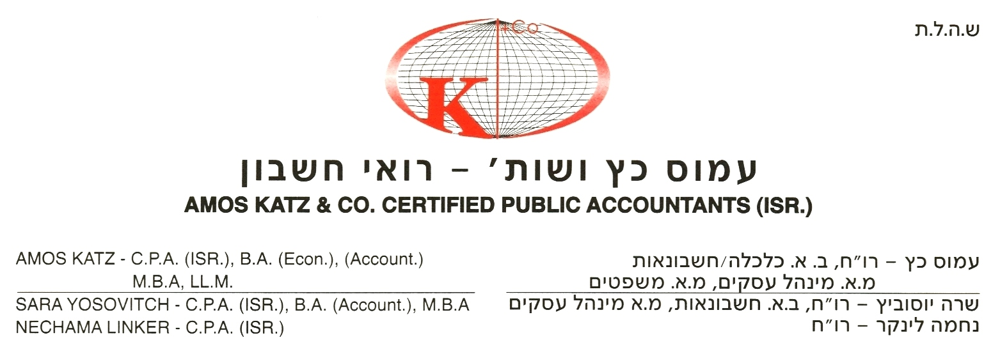 ש.ה.ל.ת
+Co
K
עמוס כץ ושות' – רואי חשבון
AMOS KATZ & CO. CERTIFIED PUBLIC ACCOUNTANTS (ISR.)
עמוס כץ – רו"ח, ב. א. כלכלה/חשבונאות
מ.א. מינהל עסקים, מ.א. משפטים
שרה יוסוביץ – רו"ח, ב.א. חשבונאות, מ.א מינהל עסקים
נחמה לינקר – רו"ח
AMOS KATZ - C.P.A. (ISR.), B.A. (Econ.), (Account.)
M.B.A, LL.M.
SARA YOSOVITCH - C.P.A. (ISR.), B.A. (Account.), M.B.A
NECHAMA LINKER - C.P.A. (ISR.)